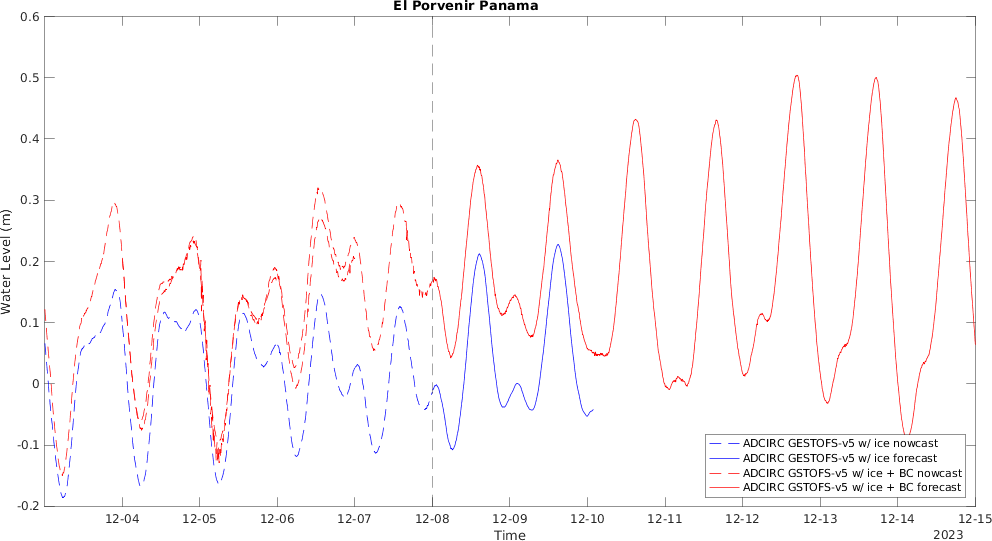 El Porvenir Panama
Water Level (m)
0.6
0.5
0.4
0.3
0.2
0.1
0
-0.1
-0.2
ADCIRC GESTOFS-v5 w/ ice nowcast
ADCIRC GESTOFS-v5 w/ ice forecast
ADCIRC GSTOFS-v5 w/ ice + BC nowcast
ADCIRC GSTOFS-v5 w/ ice + BC forecast
12-04 12-05 12-06 12-07 12-08 12-09 12-10 12-11 12-12 12-13 12-14 12-15
Time
2023